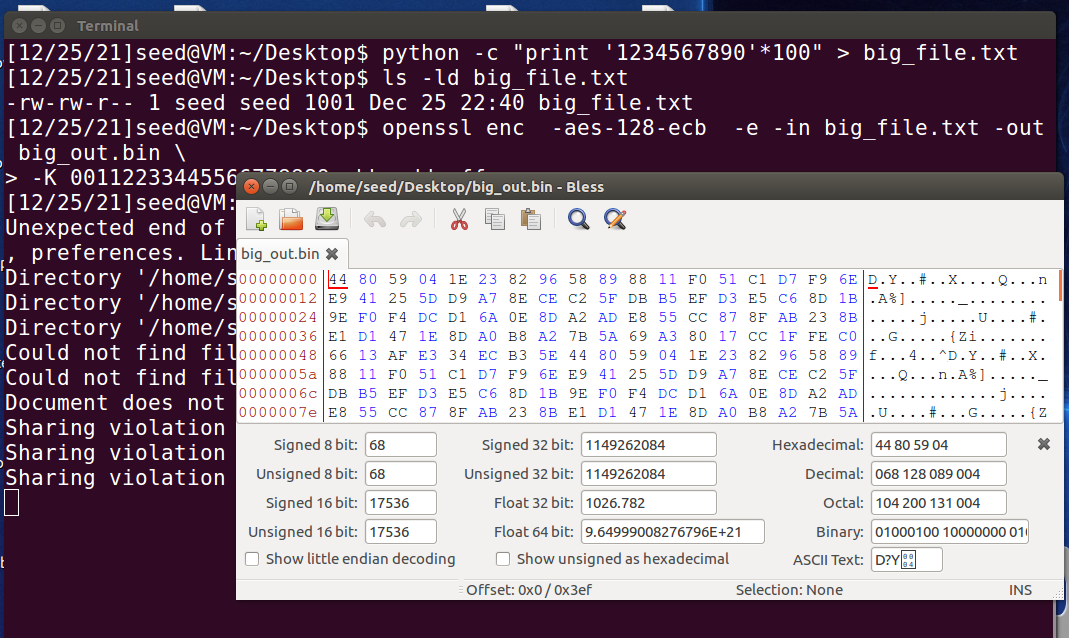 Terminal
[12/25/21]seed@VM:~/Desktop$ python -c "print '1234567890'*100" > big_file.txt
[12/25/21]seed@VM:~/Desktop$ ls -ld big_file.txt
-rw-rw-r-- 1 seed seed 1001 Dec 25 22:40 big_file.txt
[12/25/21]seed@VM:~/Desktop$ openssl enc  -aes-128-ecb  -e -in big_file.txt -out
 big_out.bin \
> -K
[12/25/21]seed@VM:
Unexpected end of
, preferences. Lin
Directory '/home/s
Directory '/home/s
Directory '/home/s
Could not find fil
Could not find fil
Document does not
Sharing violation
Sharing violation
Sharing violation
/home/seed/Desktop/big_out.bin - Bless
big_out.bin
00000000 44 80 59 04 1E 23 82 96 58 89 88 11 F0 51 C1 D7 F9 6E D.Y..#..X....Q...n
00000012 E9 41 25 5D D9 A7 8E CE C2 5F DB B5 EF D3 E5 C6 8D 1B .A%]....._........
00000024 9E F0 F4 DC D1 6A 0E 8D A2 AD E8 55 CC 87 8F AB 23 8B .....j.....U....#.
00000036 E1 D1 47 1E 8D A0 B8 A2 7B 5A 69 A3 80 17 CC 1F FE C0 ..G.....{Zi.......
00000048 66 13 AF E3 34 EC B3 5E 44 80 59 04 1E 23 82 96 58 89 f...4..^D.Y..#..X.
0000005a 88 11 F0 51 C1 D7 F9 6E E9 41 25 5D D9 A7 8E CE C2 5F ...Q...n.A%]....._
0000006c DB B5 EF D3 E5 C6 8D 1B 9E F0 F4 DC D1 6A 0E 8D A2 AD .............j....
0000007e E8 55 CC 87 8F AB 23 8B E1 D1 47 1E 8D A0 B8 A2 7B 5A .U....#...G.....{Z
Signed 8 bit: 68 Signed 32 bit: 1149262084 Hexadecimal: 44 80 59 04
Unsigned 8 bit: 68 Unsigned 32 bit: 1149262084 Decimal: 068 128 089 004
Signed 16 bit: 17536 Float 32 bit: 1026.782 Octal: 104 200 131 004
Unsigned 16 bit: 17536 Float 64 bit: 9.64999008276796E+21 Binary: 01000100 10000000 010
Show little endian decoding Show unsigned as hexadecimal ASCII Text: D?Y
Offset: 0x0 / 0x3ef Selection: None INS